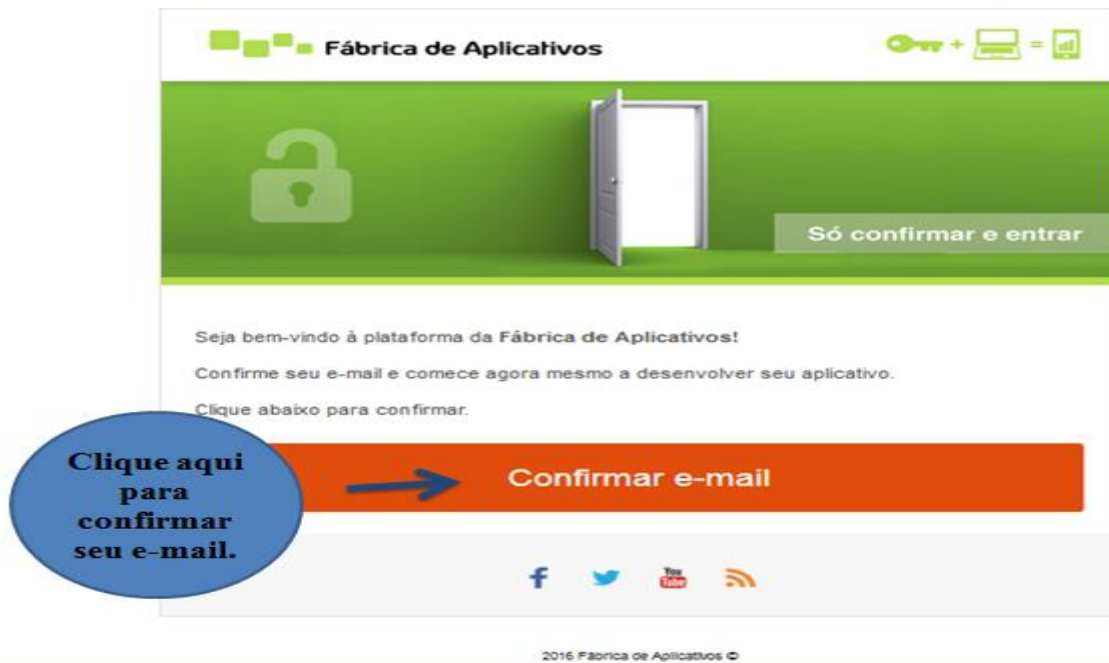 Fábrica de Aplicativos
+ =
Só confirmar e entrar
Seja bem-vindo à plataforma da Fábrica de Aplicativos!
Confirme seu e-mail e comece agora mesmo a desenvolver seu aplicativo.
Clique abaixo para confirmar.
Clique aqui
para
confirmar
seu e-mail.
Confirmar e-mail
You
Tube
2016 Fábrica de Aplicativos ©